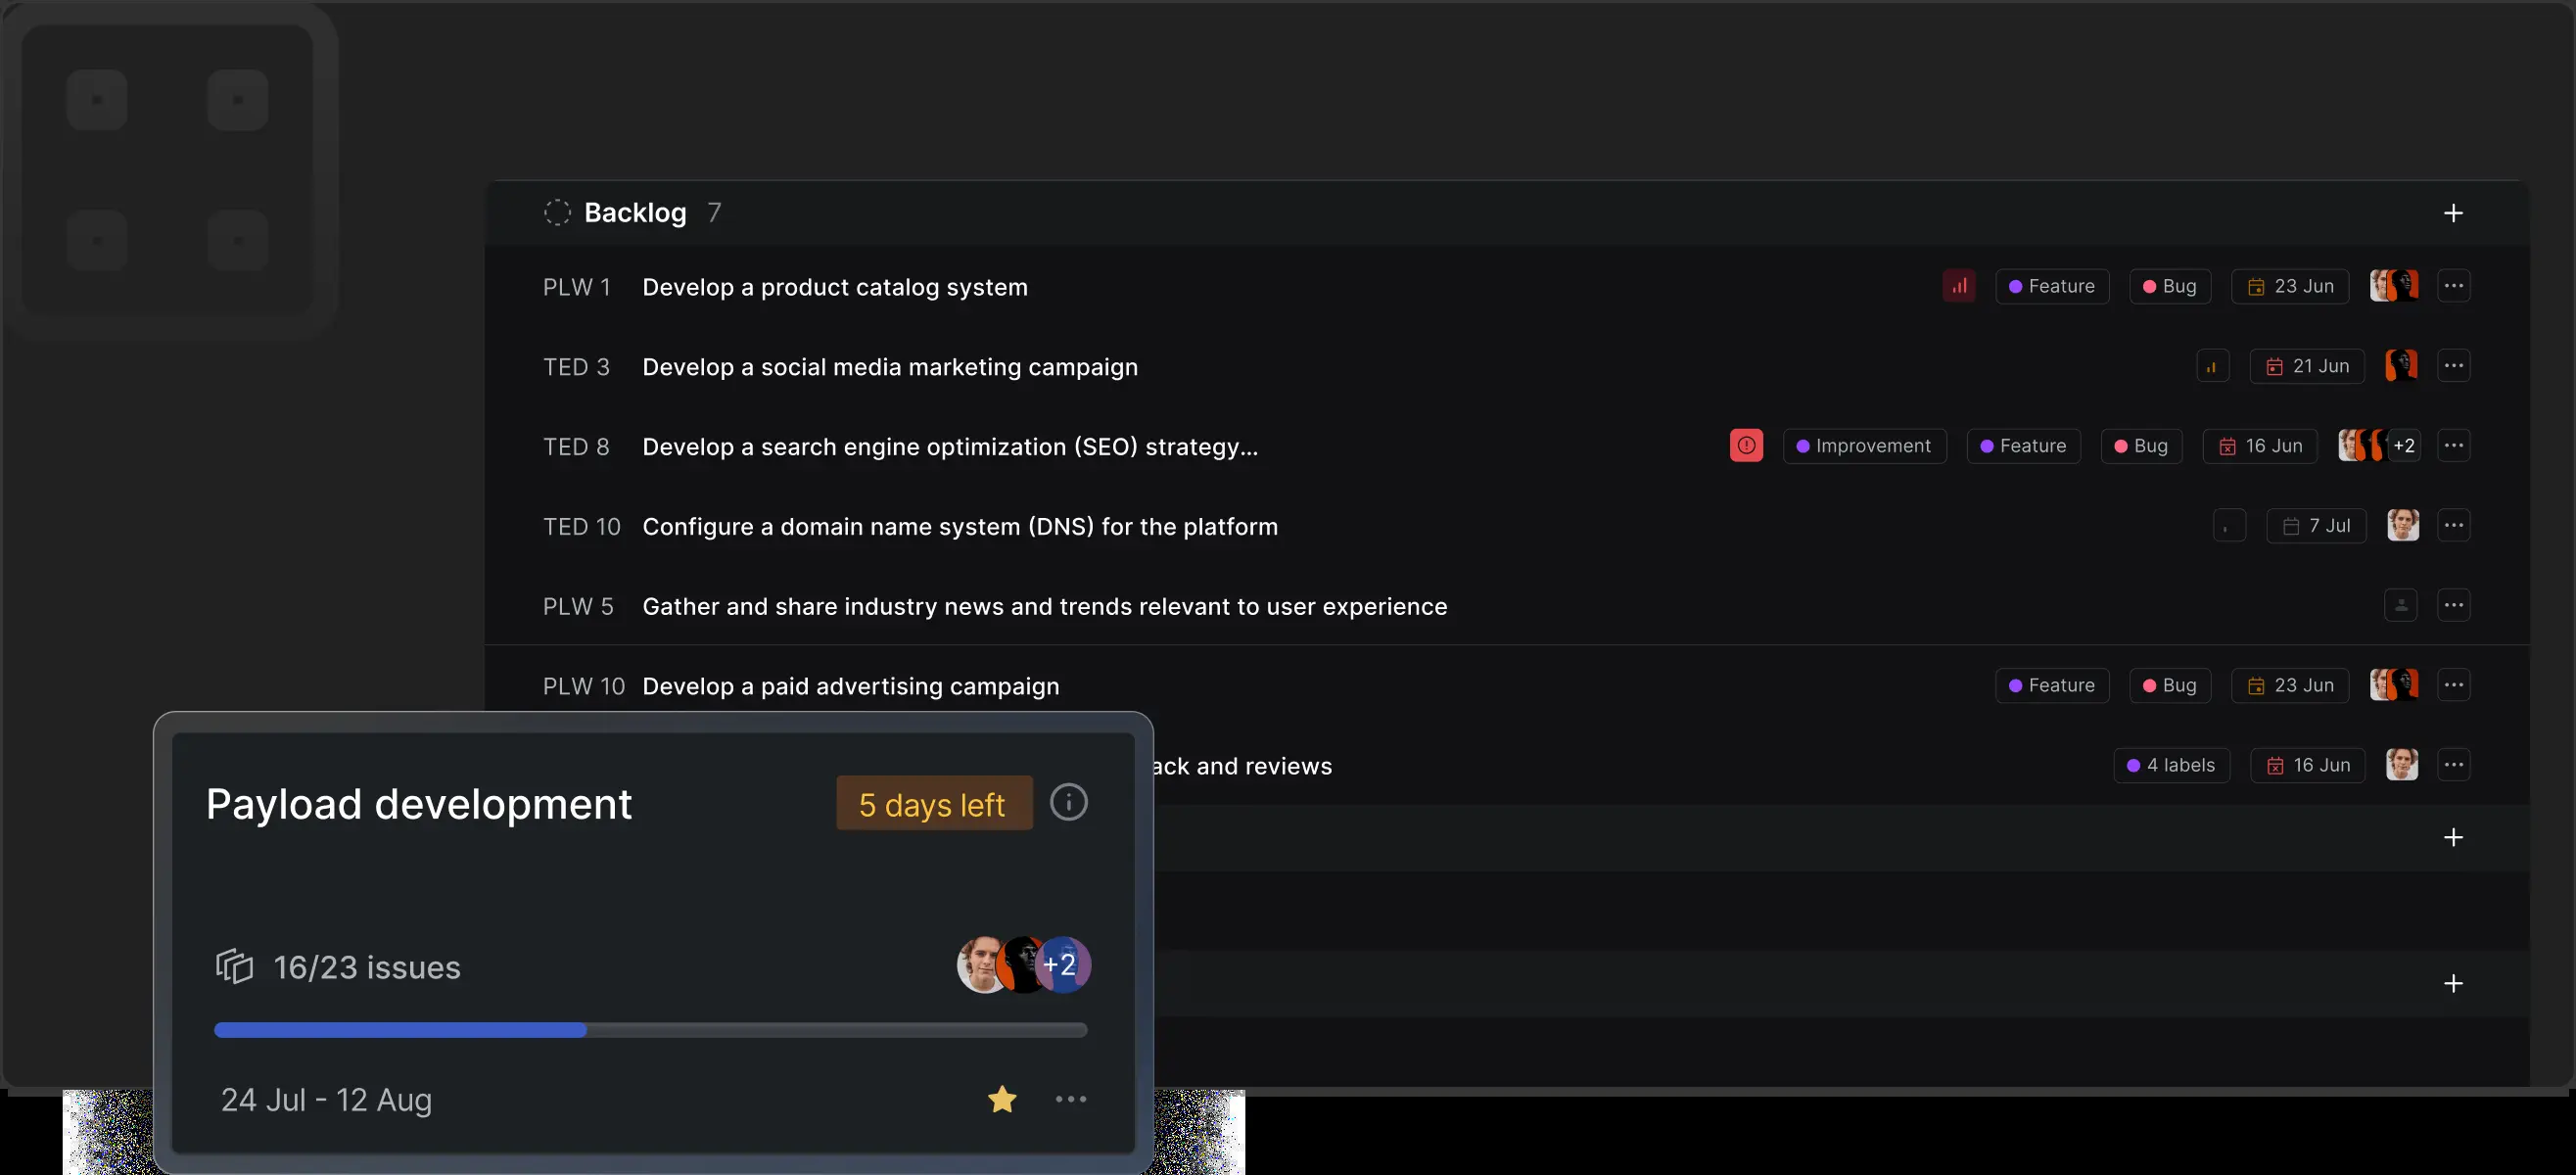 Backlog 7
PLW 1 Develop a product catalog system Feature Bug 23 Jun
TED 3 Develop a social media marketing campaign 21 Jun
TED 8 Develop a search engine optimization (SEO) strategy... Improvement Feature Bug 16 Jun +2
TED 10 Configure a domain name system (DNS) for the platform 7 Jul
PLW 5 Gather and share industry news and trends relevant to user experience
PLW 10 Develop a paid advertising campaign Feature Bug 23 Jun
and reviews 4 labels 16 Jun
Payload development 5 days left
16/23 issues +2
24 Jul - 12 Aug